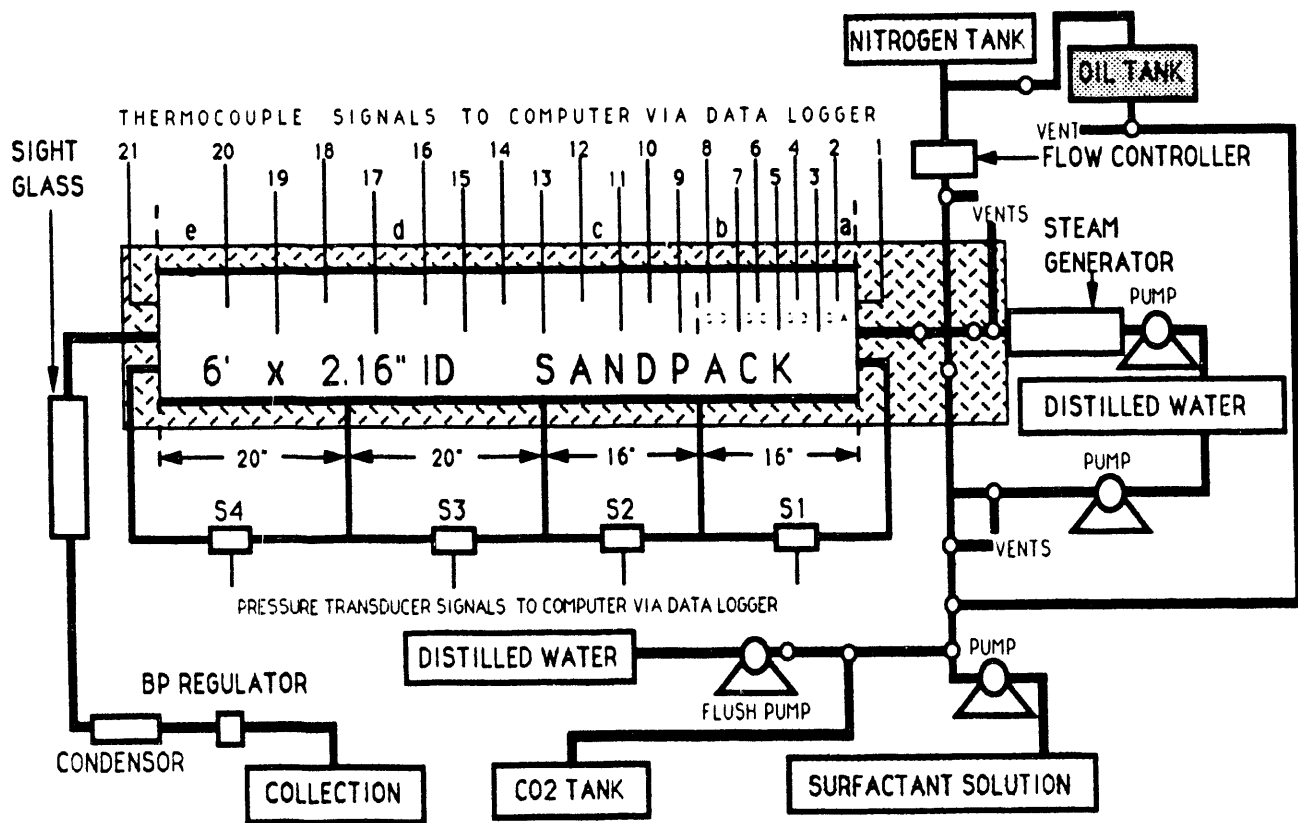 NITROGEN TANK
OIL TANK
THERMOCOUPLE SIGNALS TO COMPUTER VIA DATA LOGGER
VENT
FLOW CONTROLLER
SIGHT
GLASS
21 20 18 16 14 12 10 8 6 4 2 1
19 17 15 13 11 9 7 5 3
VENTS
e d c b a
STEAM
GENERATOR
PUMP
6' x 2.16" ID SANDPACK
DISTILLED WATER
20" 20" 16" 16"
PUMP
S4 S3 S2 S1
VENTS
PRESSURE TRANSDUCER SIGNALS TO COMPUTER VIA DATA LOGGER
DISTILLED WATER
PUMP
BP REGULATOR
FLUSH PUMP
CONDENSOR
COLLECTION
CO2 TANK
SURFACTANT SOLUTION